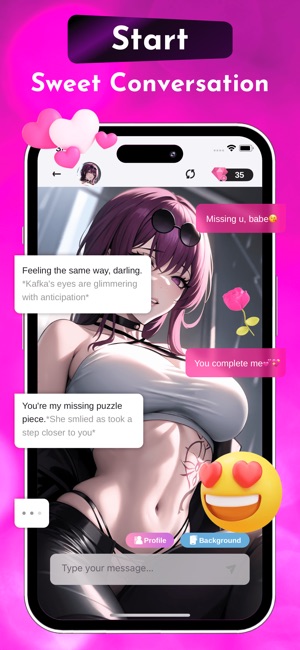 Start
Sweet Conversation
35
Missing u, babe😘
Feeling the same way, darling.
*Kafka's eyes are glimmering
with anticipation*
You complete me
You're my missing puzzle
piece.*She smlied as took a
step closer to you*
Profile
Background
Type your message...